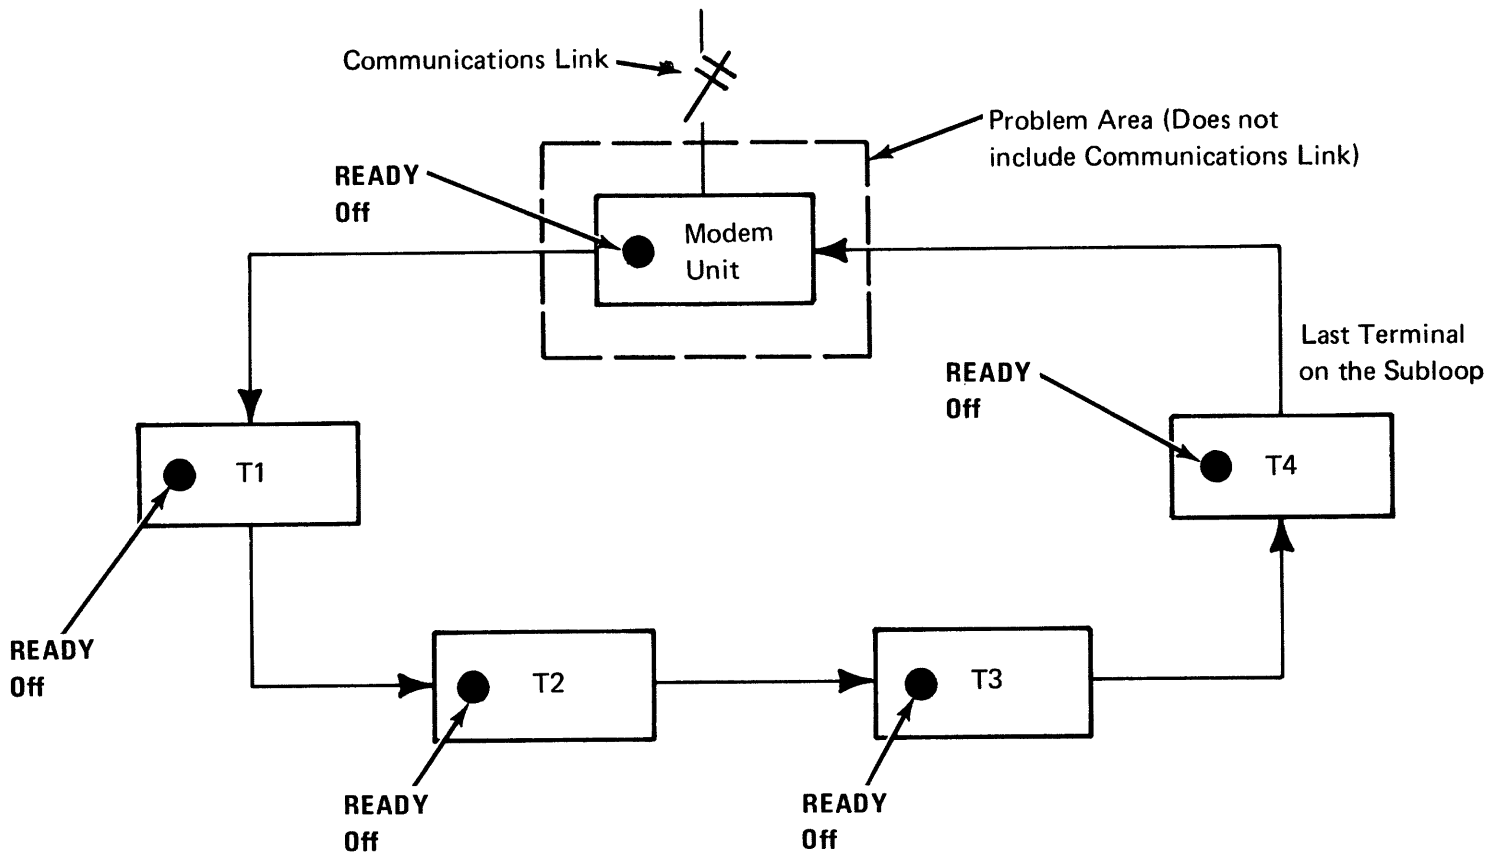 Communications Link
Problem Area (Does not
include Communications Link)
READY
Off
Modem
Unit
Last Terminal
on the Subloop
READY
Off
T1
T4
READY
Off
T2
T3
READY
Off
READY
Off